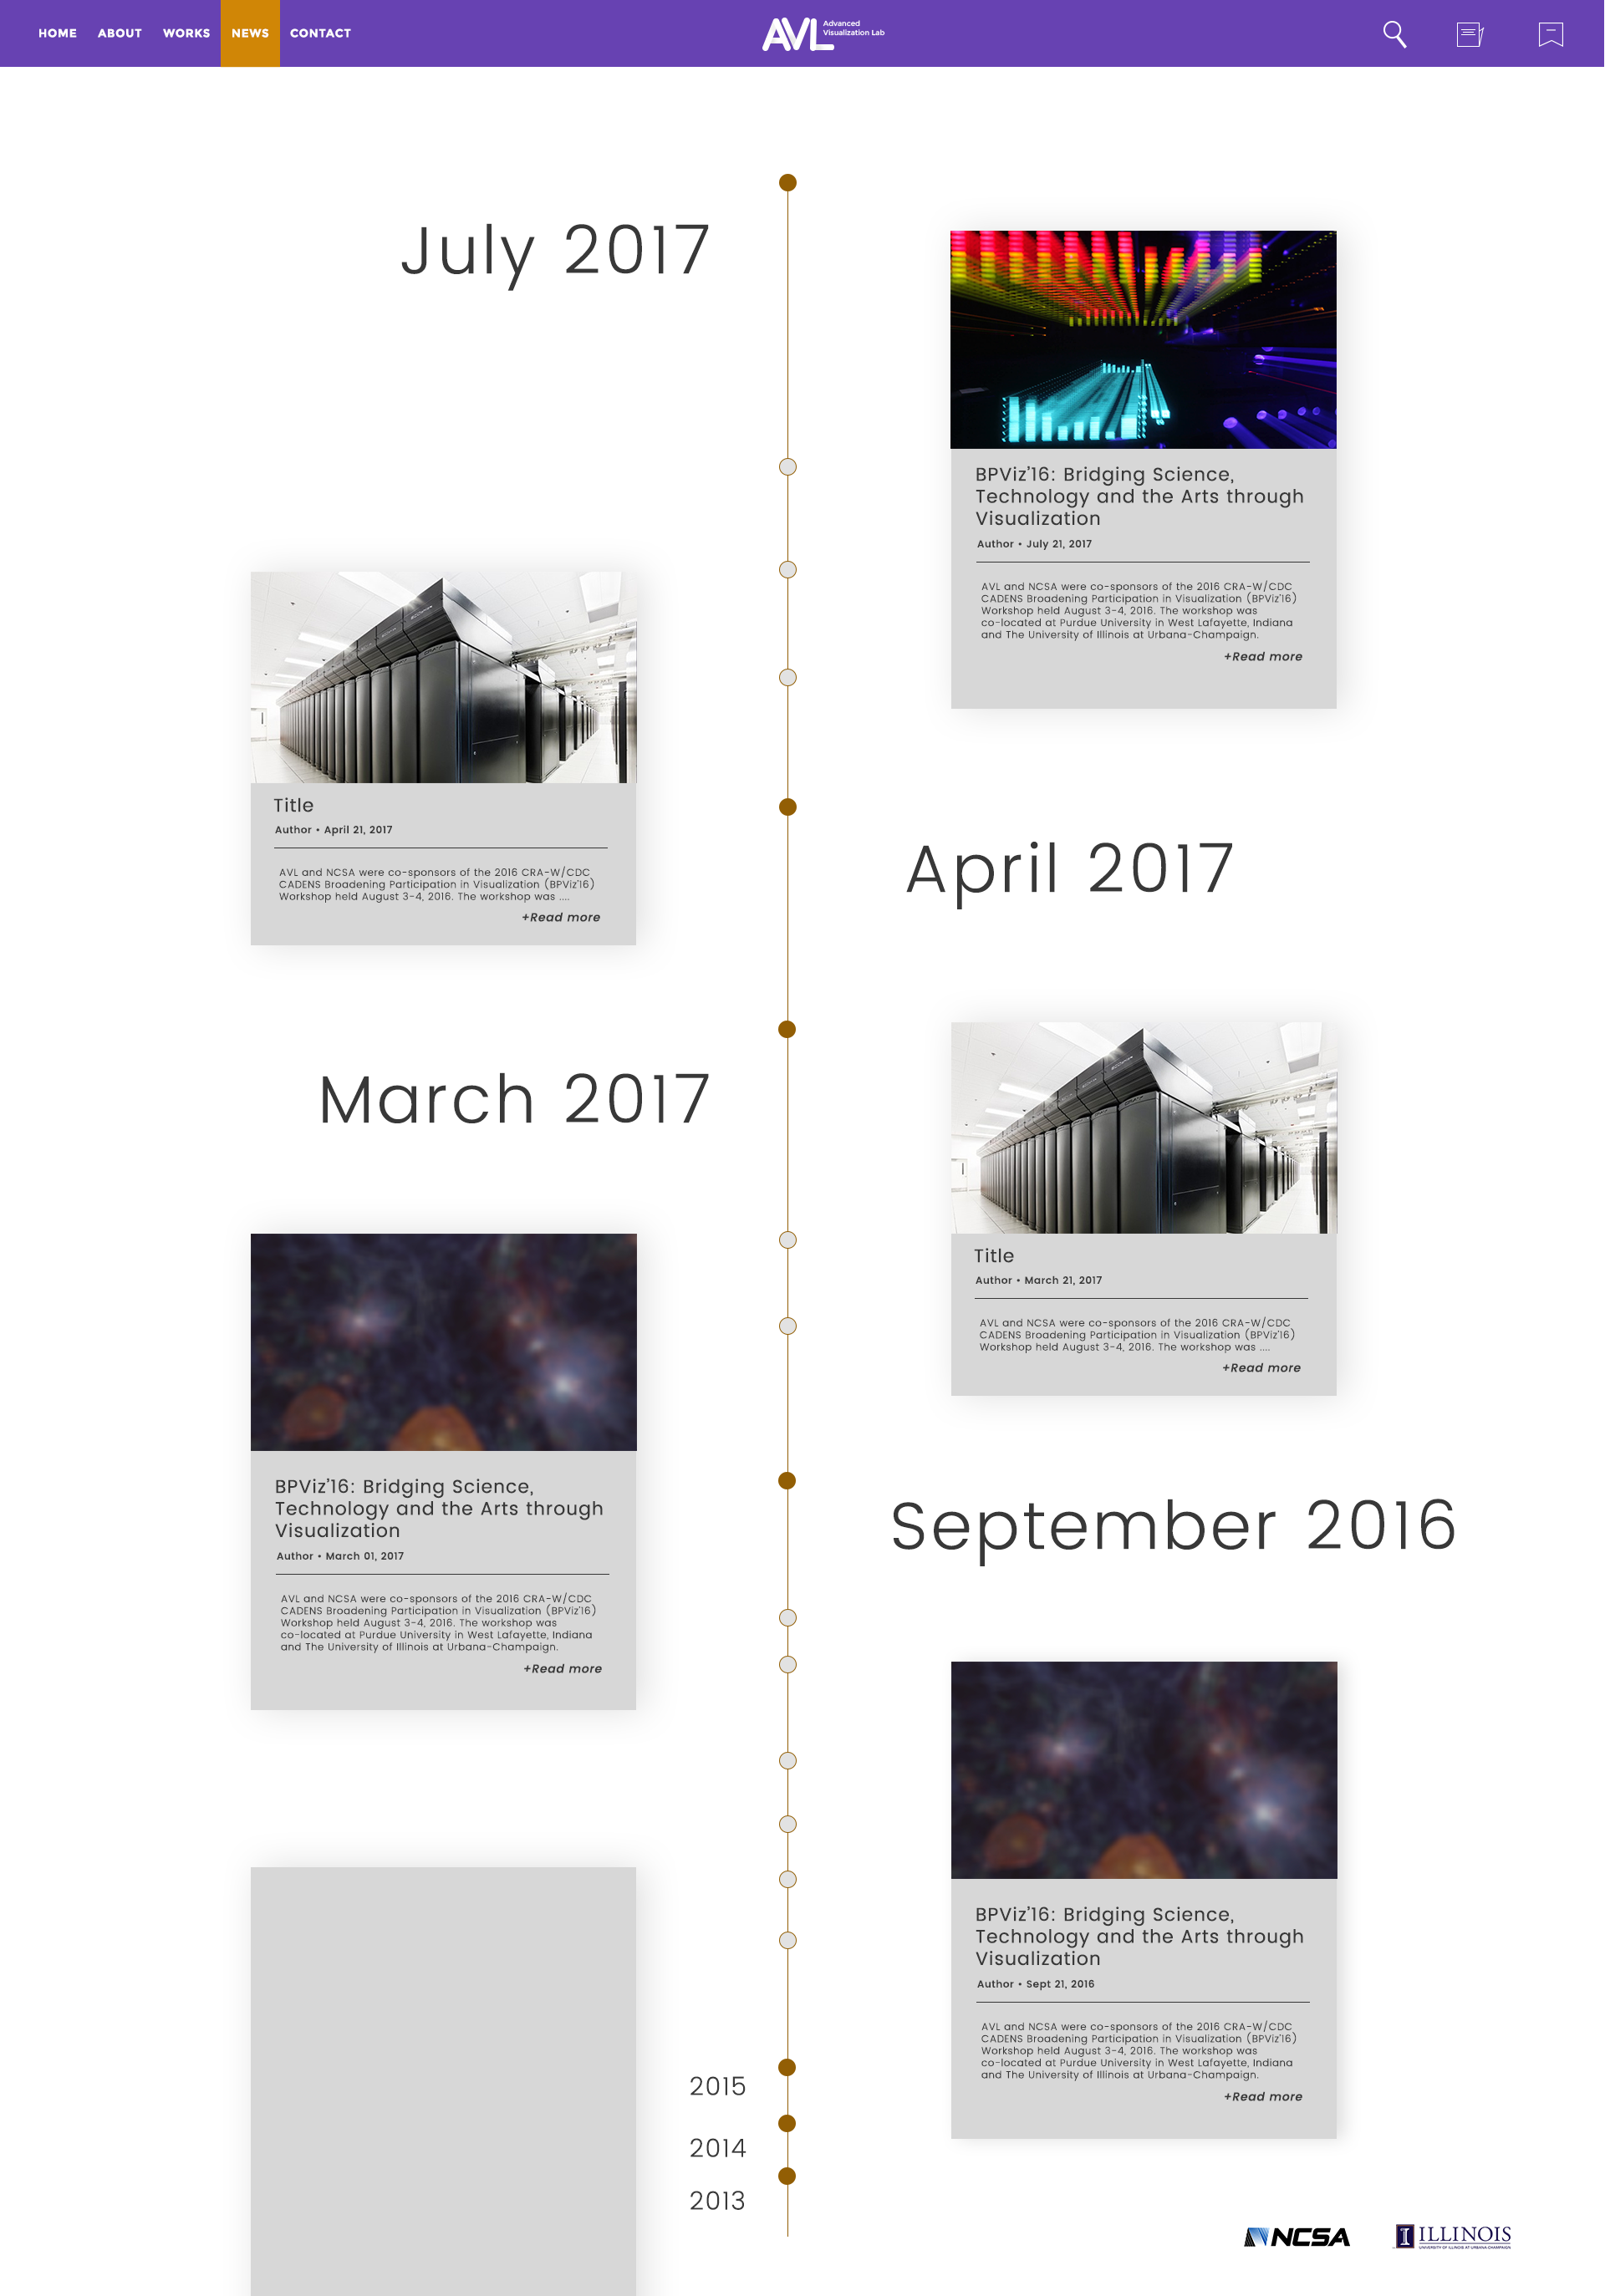 HOME ABOUT WORKS NEWS CONTACT
AVL Advanced
Visualization Lab
July 2017
BPViz'16: Bridging Science,
Technology and the Arts through
Visualization
Author • July 21, 2017
AVL and NCSA were co-sponsors of the 2016 CRA-W/CDC
CADENS Broadening Participation in Visualization (BPViz'16)
Workshop held August 3-4, 2016. The workshop was
co-located at Purdue University in West Lafayette, Indiana
and The University of Illinois at Urbana-Champaign.
+Read more
Title
Author • April 21, 2017
AVL and NCSA were co-sponsors of the 2016 CRA-W/CDC
CADENS Broadening Participation in Visualization (BPViz'16)
Workshop held August 3-4, 2016. The workshop was ....
+Read more
April 2017
March 2017
Title
Author • March 21, 2017
AVL and NCSA were co-sponsors of the 2016 CRA-W/CDC
CADENS Broadening Participation in Visualization (BPViz'16)
Workshop held August 3-4, 2016. The workshop was ....
+Read more
BPViz'16: Bridging Science,
Technology and the Arts through
Visualization
Author • March 01, 2017
AVL and NCSA were co-sponsors of the 2016 CRA-W/CDC
CADENS Broadening Participation in Visualization (BPViz'16)
Workshop held August 3-4, 2016. The workshop was
co-located at Purdue University in West Lafayette, Indiana
and The University of Illinois at Urbana-Champaign.
+Read more
September 2016
BPViz'16: Bridging Science,
Technology and the Arts through
Visualization
Author • Sept 21, 2016
AVL and NCSA were co-sponsors of the 2016 CRA-W/CDC
CADENS Broadening Participation in Visualization (BPViz'16)
Workshop held August 3-4, 2016. The workshop was
co-located at Purdue University in West Lafayette, Indiana
and The University of Illinois at Urbana-Champaign.
+Read more
2015
2014
2013
NCSA
I ILLINOIS
UNIVERSITY OF ILLINOIS AT URBANA-CHAMPAIGN